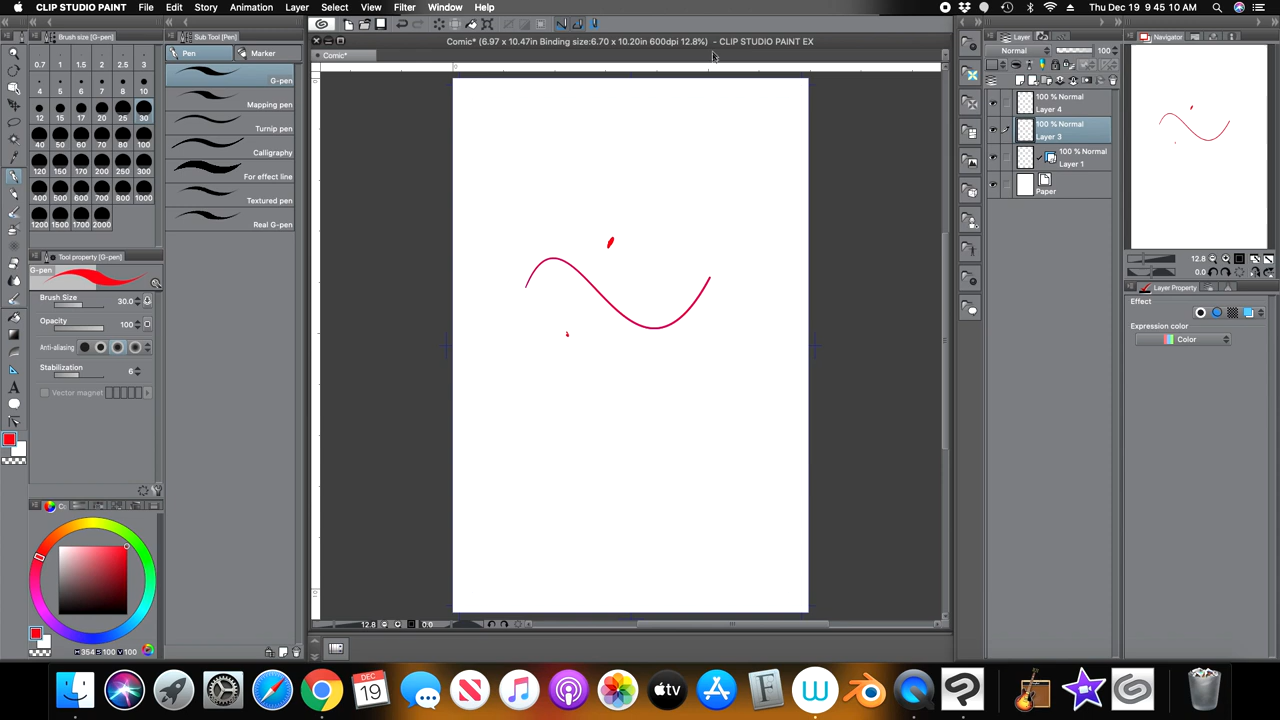 CLIP STUDIO PAINT File Edit Story Animation Layer Select View Filter Window Help Thu Dec 19 4:45:10 AM
Comic* (6.97 x 10.47in Binding size:6.70 x 10.20in 600dpi 12.8%) - CLIP STUDIO PAINT EX
Comic*
Brush size [G-pen]
0.7 1 1.5 2 2.5 3
4 5 6 7 8 10
12 15 17 20 25 30
40 50 60 70 80 100
120 150 170 200 250 300
400 500 600 700 800 1000
1200 1500 1700 2000
Sub Tool [Pen]
Pen Marker
G-pen
Mapping pen
Turnip pen
Calligraphy
For effect line
Textured pen
Real G-pen
Tool property [G-pen]
G-pen
Brush Size 30.0
Opacity 100
Anti-aliasing
Stabilization 6
Vector magnet
H 354 S 100 V 100
0
12.8 0.0
Layer
Normal 100
100 % Normal
Layer 4
100 % Normal
Layer 3
100 % Normal
Layer 1
Paper
Navigator
12.8
0.0
Layer Property
Effect
Expression color
Color
DEC
19
tv